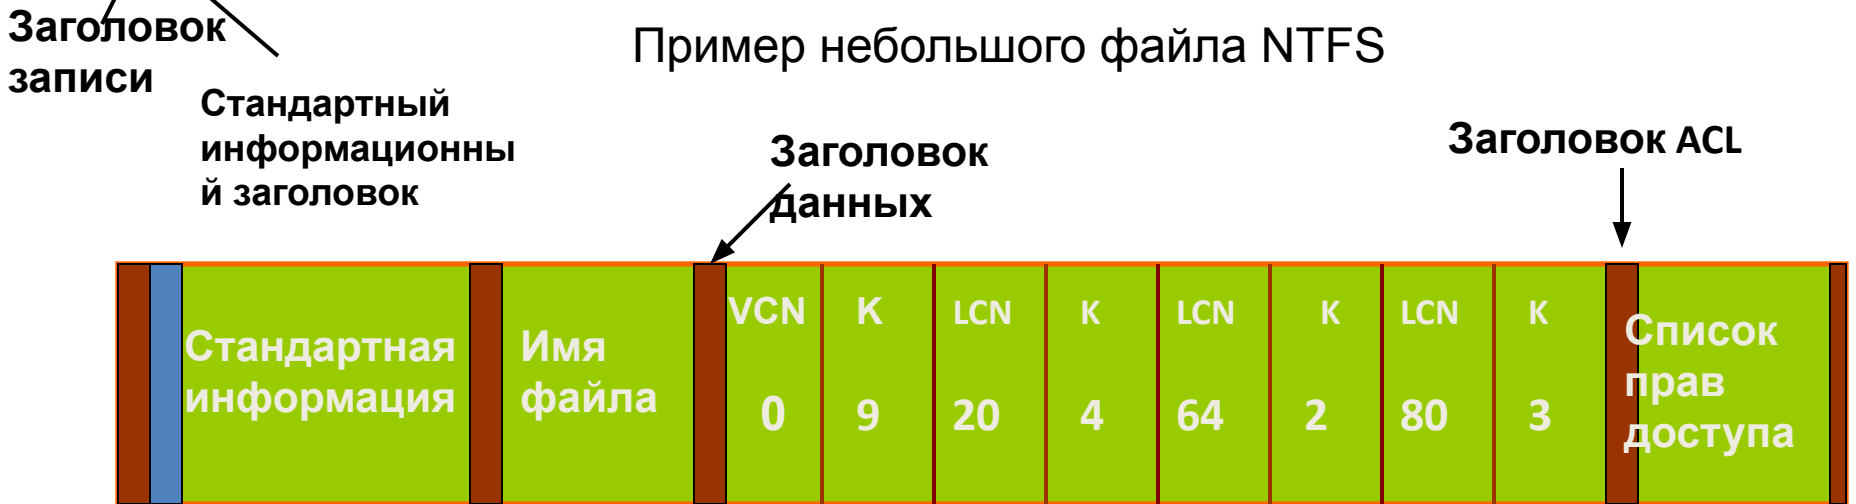 Заголовок
записи
Пример небольшого файла NTFS
Стандартный
информационны
й заголовок
Заголовок
данных
Заголовок ACL
Стандартная
информация
Имя
файла
VCN K LCN K LCN K LCN K
0 9 20 4 64 2 80 3
Список
прав
доступа